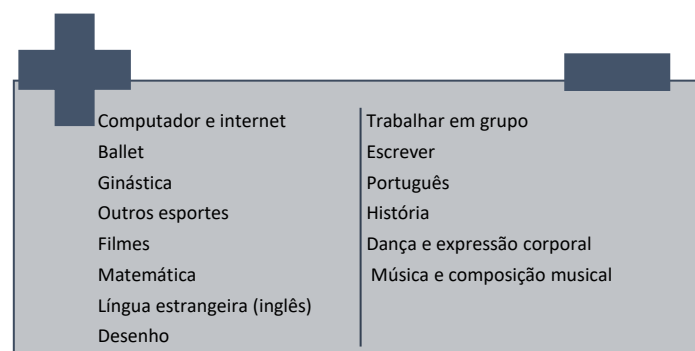 Computador e internet
Ballet
Ginástica
Outros esportes
Filmes
Matemática
Língua estrangeira (inglês)
Desenho
Trabalhar em grupo
Escrever
Português
História
Dança e expressão corporal
Música e composição musical